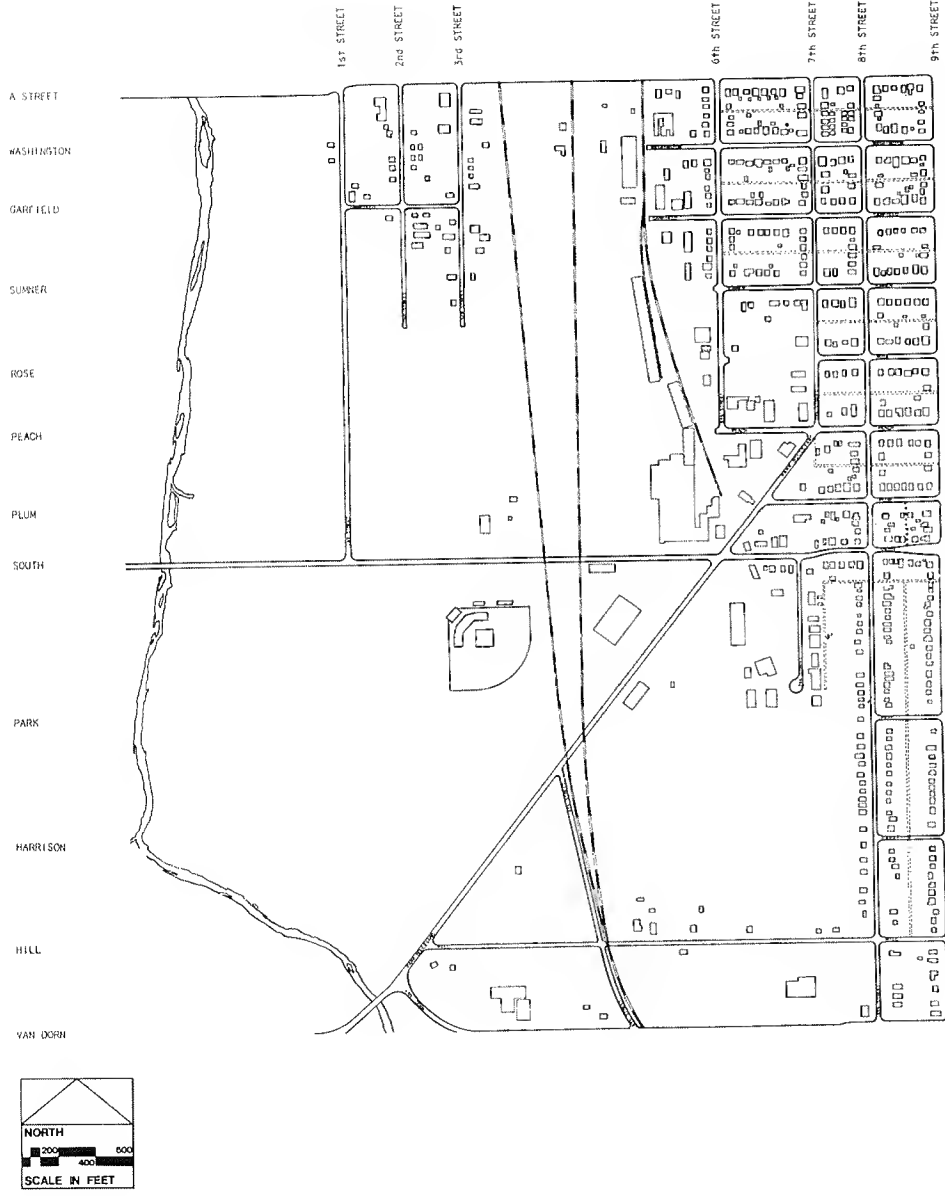 1st STREET
2nd STREET
3rd STREET
6th STREET
7th STREET
8th STREET
9th STREET
A STREET
WASHINGTON
GARFIELD
SUMNER
ROSE
PEACH
PLUM
SOUTH
PARK
HARRISON
HILL
VAN DORN
NORTH
200 600
400
SCALE IN FEET